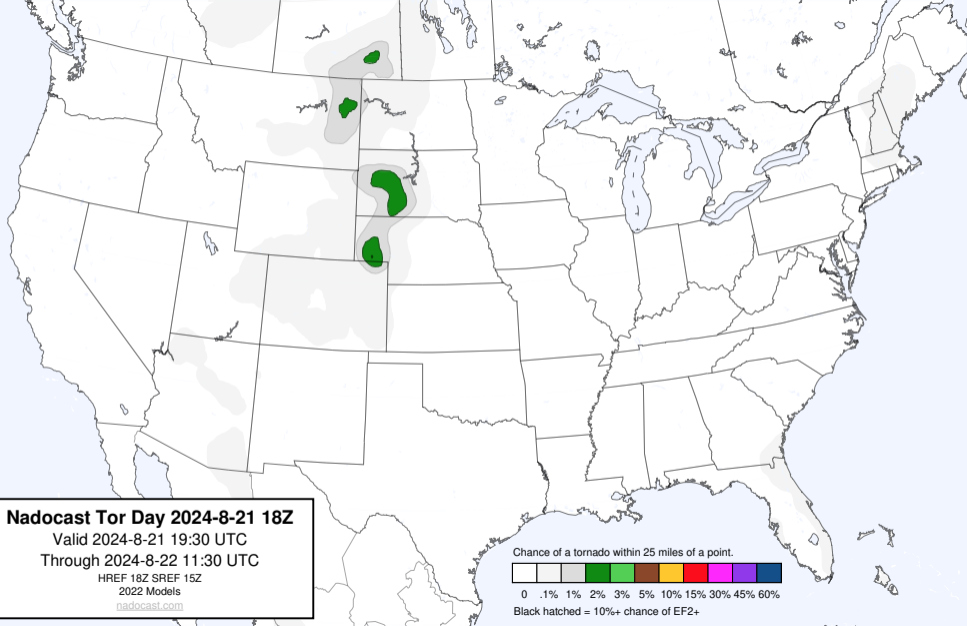 Nadocast Tor Day 2024-8-21 18Z
Valid 2024-8-21 19:30 UTC
Through 2024-8-22 11:30 UTC
HREF 18Z SREF 15Z
2022 Models
nadocast.com
Chance of a tornado within 25 miles of a point.
0 .1% 1% 2% 3% 5% 10% 15% 30% 45% 60%
Black hatched = 10%+ chance of EF2+